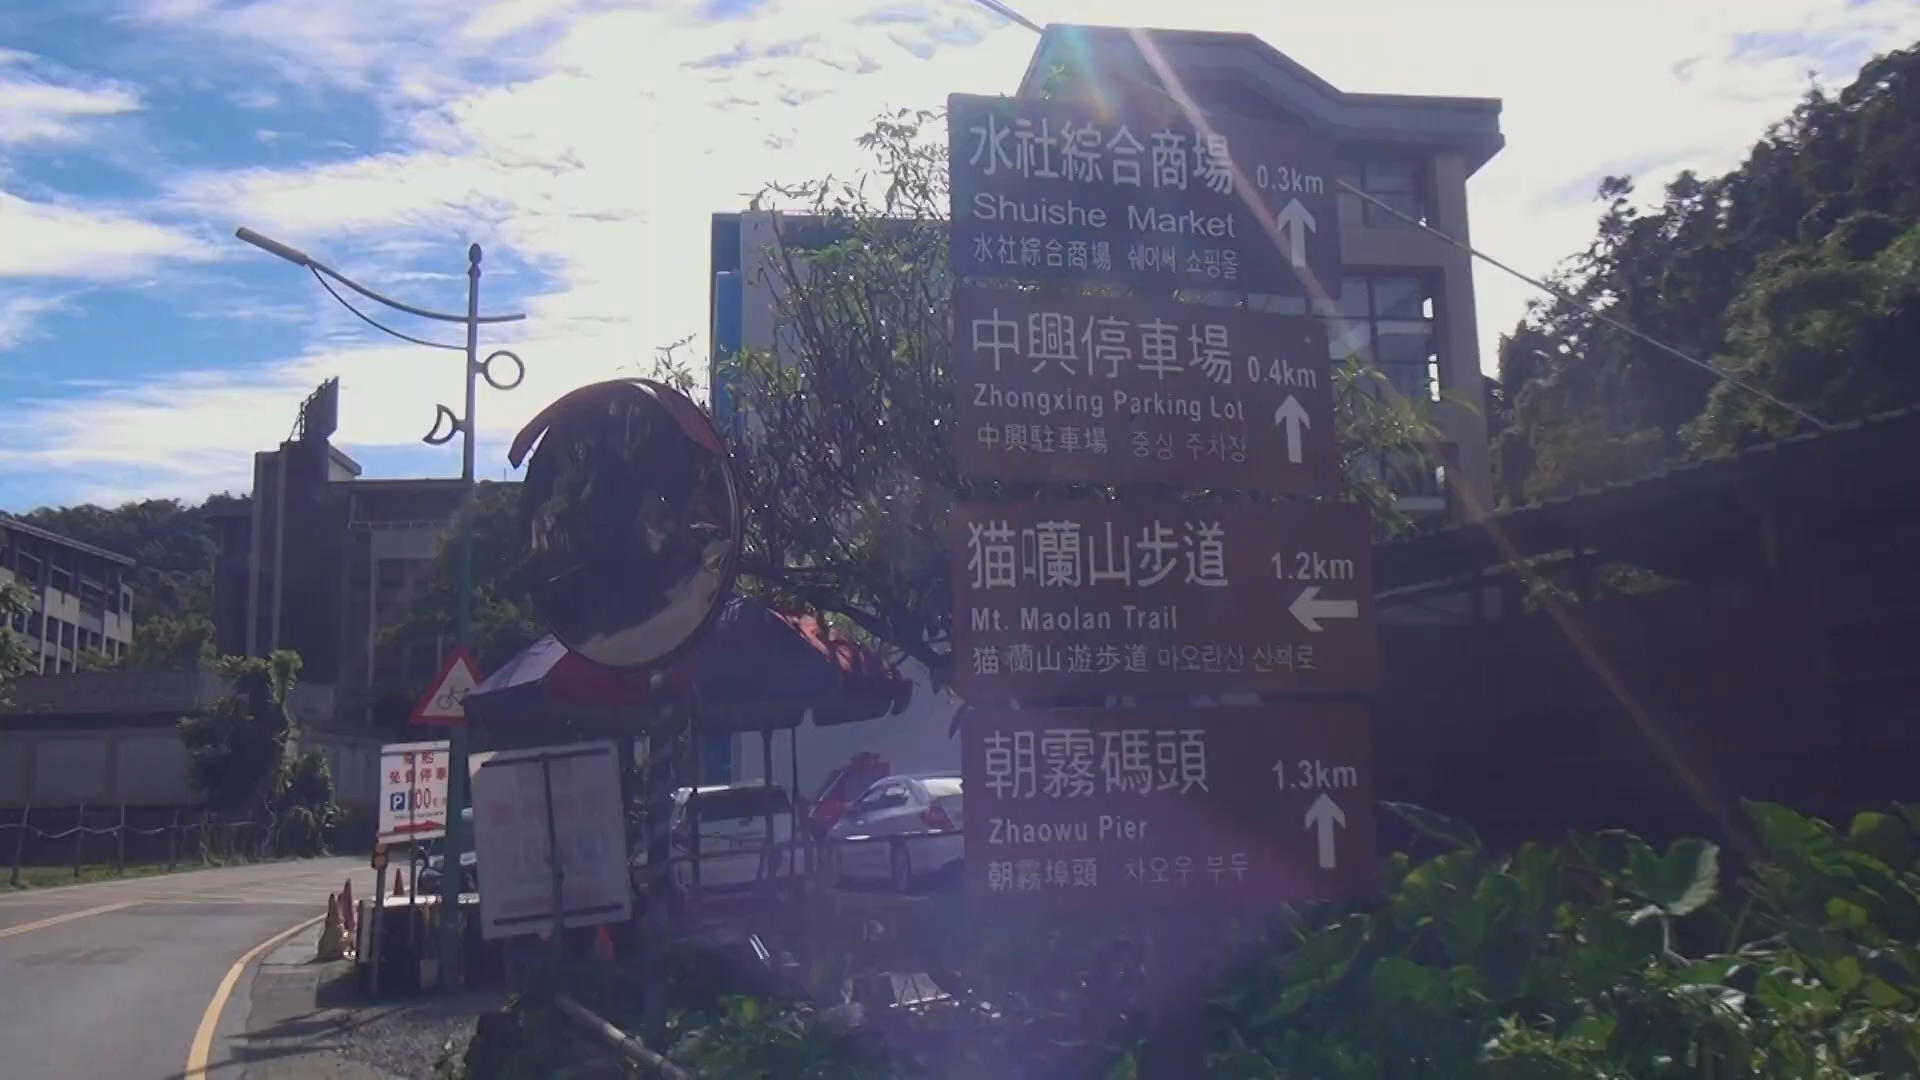 水社綜合商場 0.3km
Shuishe Market
水社綜合商場 쉐이써 쇼핑몰
中興停車場 0.4km
Zhongxing Parking Lot
中興駐車場 중싱 주차장
猫囒山步道 1.2km
Mt. Maolan Trail
猫蘭山遊歩道 마오란산 산책로
朝霧碼頭 1.3km
Zhaowu Pier
朝霧埠頭 차오우 부두
免費停車
P 100